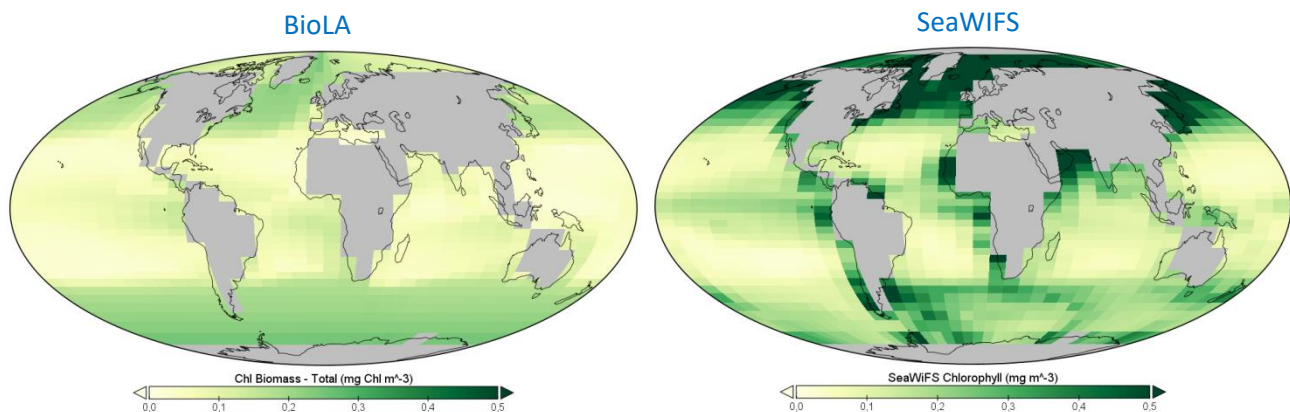 BioLA
SeaWIFS
Chl Biomass - Total (mg Chl m^-3)
0,0 0,1 0,2 0,3 0,4 0,5
SeaWiFS Chlorophyll (mg m^-3)
0,0 0,1 0,2 0,3 0,4 0,5